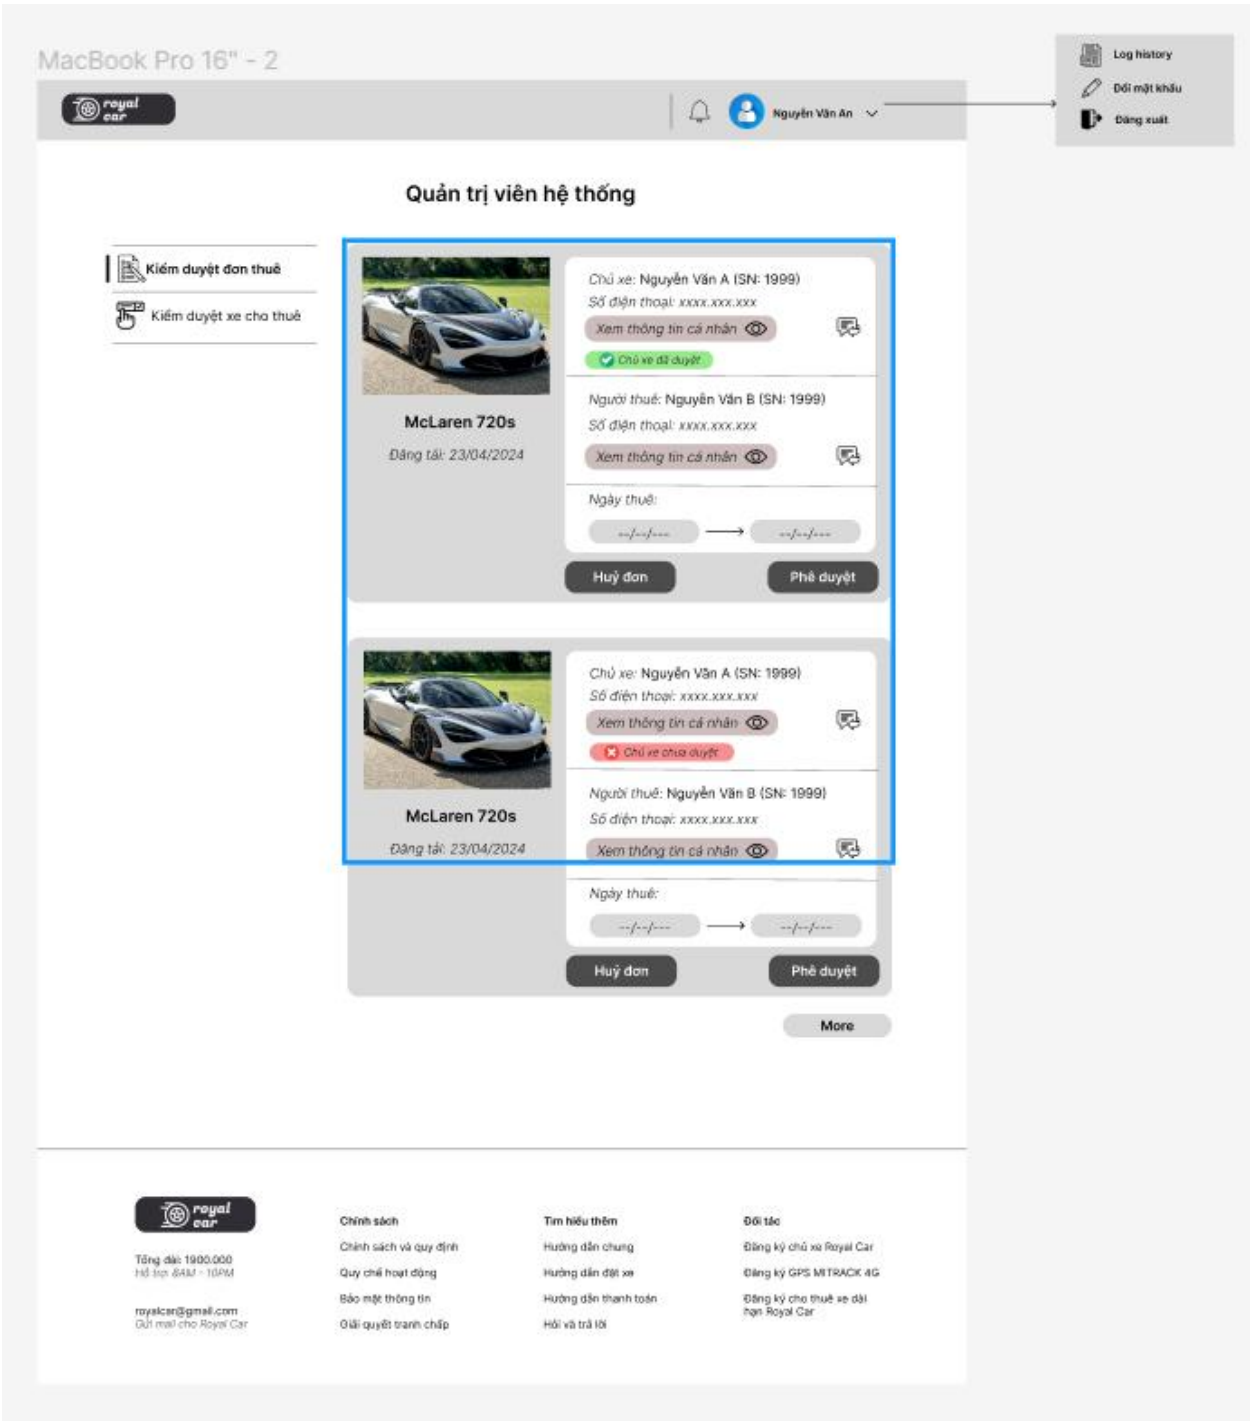 MacBook Pro 16" - 2
Log history
Đổi mật khẩu
Đăng xuất
royal
car
Nguyễn Văn An
Quản trị viên hệ thống
Kiểm duyệt đơn thuê
Kiểm duyệt xe cho thuê
Chủ xe: Nguyễn Văn A (SN: 1999)
Số điện thoại: xxxx.xxx.xxx
Xem thông tin cá nhân
Chủ xe đã duyệt
Người thuê: Nguyễn Văn B (SN: 1999)
Số điện thoại: xxxx.xxx.xxx
Xem thông tin cá nhân
McLaren 720s
Đăng tải: 23/04/2024
Ngày thuê:
--/--/---
--/--/---
Huỷ đơn
Phê duyệt
Chủ xe: Nguyễn Văn A (SN: 1999)
Số điện thoại: xxxx.xxx.xxx
Xem thông tin cá nhân
Chủ xe chưa duyệt
Người thuê: Nguyễn Văn B (SN: 1999)
Số điện thoại: xxxx.xxx.xxx
Xem thông tin cá nhân
McLaren 720s
Đăng tải: 23/04/2024
Ngày thuê:
--/--/---
--/--/---
Huỷ đơn
Phê duyệt
More
royal
car
Tổng đài: 1900.000
Hỗ trợ: 8AM - 10PM
royalcar@gmail.com
Gửi mail cho Royal Car
Chính sách
Chính sách và quy định
Quy chế hoạt động
Bảo mật thông tin
Giải quyết tranh chấp
Tìm hiểu thêm
Hướng dẫn chung
Hướng dẫn đặt xe
Hướng dẫn thanh toán
Hỏi và trả lời
Đối tác
Đăng ký chủ xe Royal Car
Đăng ký GPS MITRACK 4G
Đăng ký cho thuê xe dài
hạn Royal Car